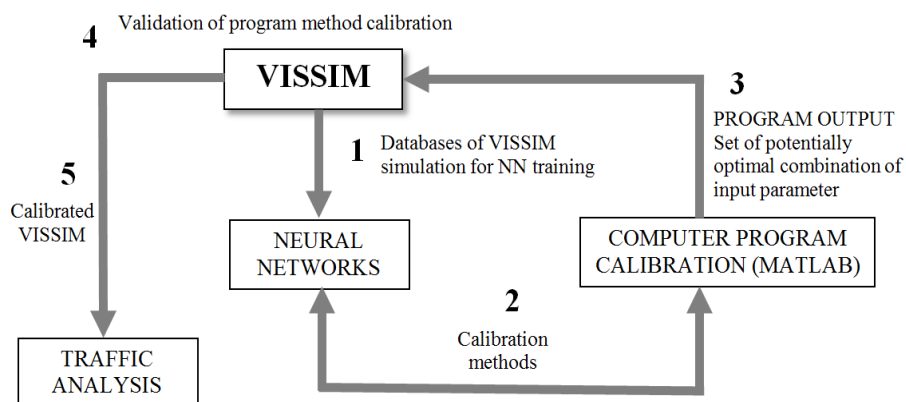 4 Validation of program method calibration
VISSIM
3
PROGRAM OUTPUT
Set of potentially
optimal combination of
input parameter
1
Databases of VISSIM
simulation for NN training
5
Calibrated
VISSIM
NEURAL
NETWORKS
COMPUTER PROGRAM
CALIBRATION (MATLAB)
2
Calibration
methods
TRAFFIC
ANALYSIS